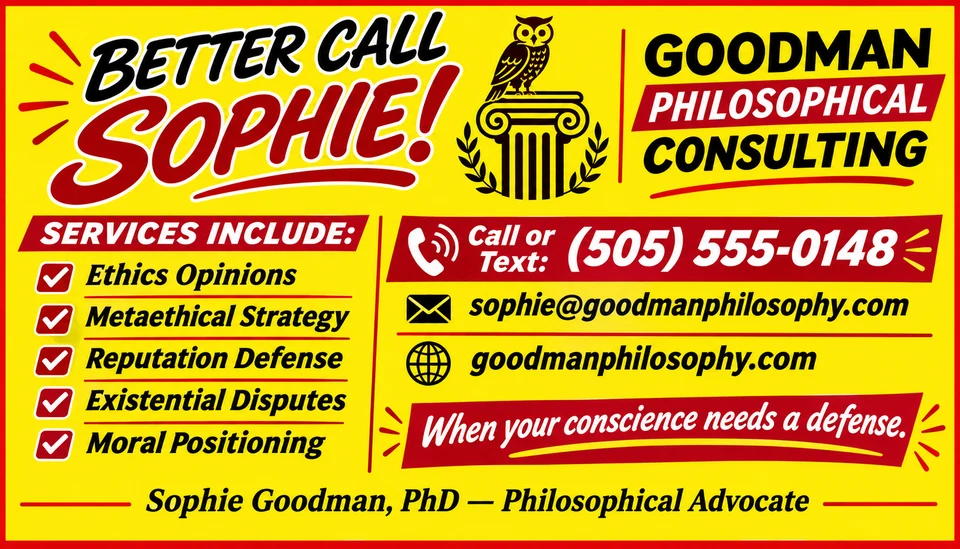 BETTER CALL
SOPHIE!
GOODMAN
PHILOSOPHICAL
CONSULTING
SERVICES INCLUDE:
Ethics Opinions
Metaethical Strategy
Reputation Defense
Existential Disputes
Moral Positioning
Call or
Text:
(505) 555-0148
sophie@goodmanphilosophy.com
goodmanphilosophy.com
When your conscience needs a defense.
Sophie Goodman, PhD — Philosophical Advocate